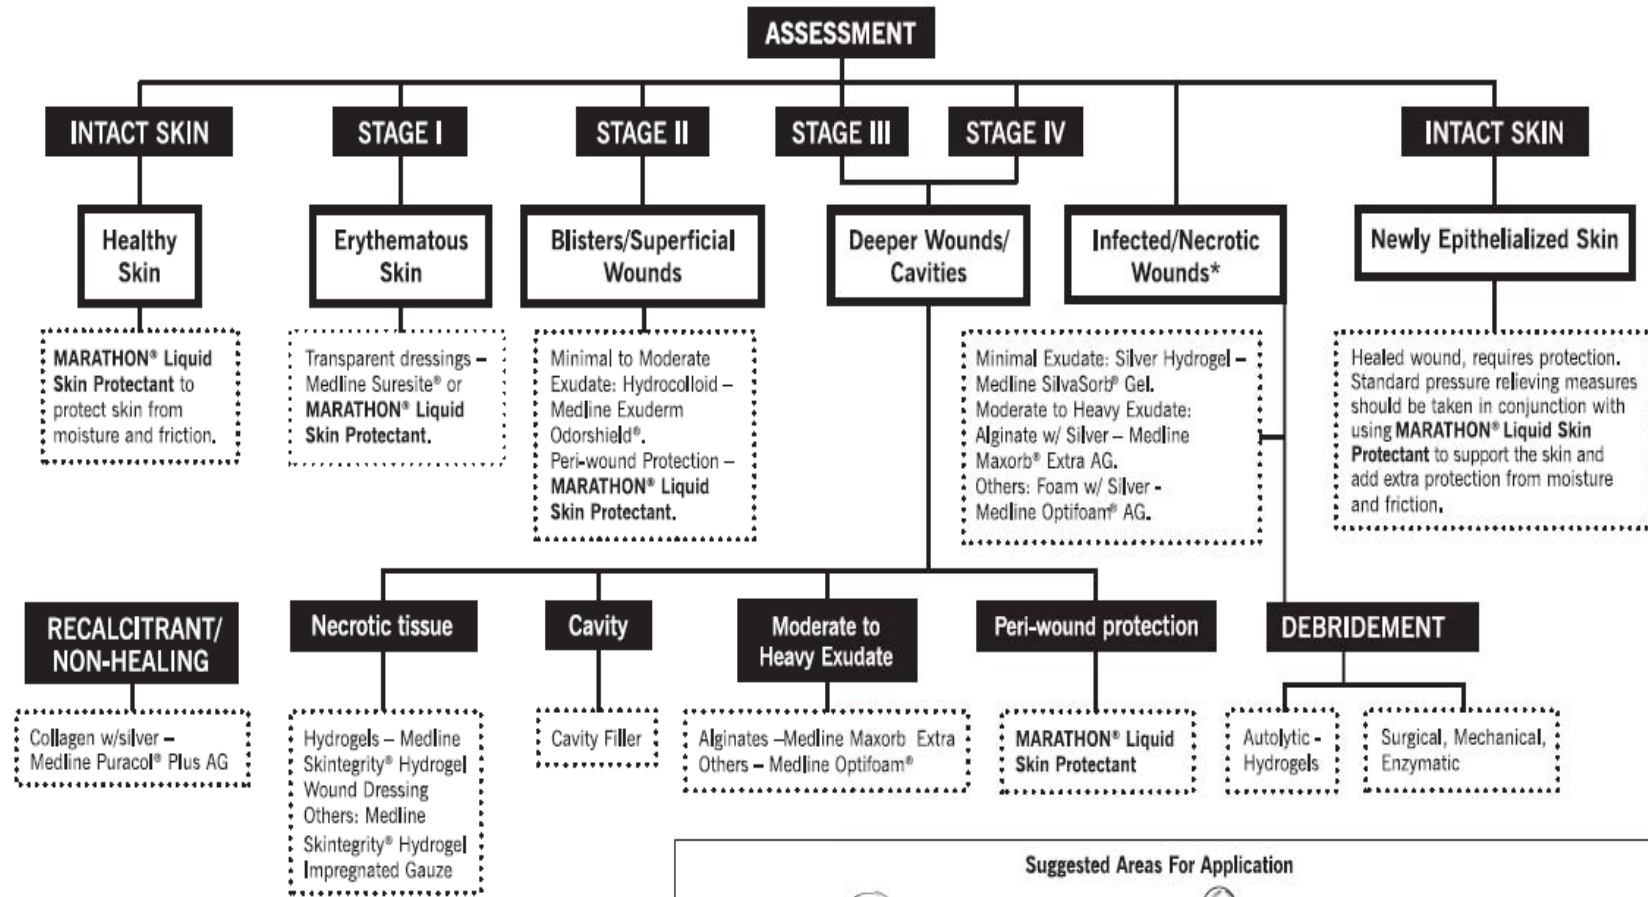 ASSESSMENT
INTACT SKIN
STAGE I
STAGE II
STAGE III
STAGE IV
INTACT SKIN
Healthy
Skin
Erythematous
Skin
Blisters/Superficial
Wounds
Deeper Wounds/
Cavities
Infected/Necrotic
Wounds*
Newly Epithelialized Skin
MARATHON® Liquid
Skin Protectant to
protect skin from
moisture and friction.
Transparent dressings –
Medline Suresite® or
MARATHON® Liquid
Skin Protectant.
Minimal to Moderate
Exudate: Hydrocolloid –
Medline Exuderm
Odorshield®.
Peri-wound Protection –
MARATHON® Liquid
Skin Protectant.
Minimal Exudate: Silver Hydrogel –
Medline SilvaSorb® Gel.
Moderate to Heavy Exudate:
Alginate w/ Silver – Medline
Maxorb® Extra AG.
Others: Foam w/ Silver -
Medline Optifoam® AG.
Healed wound, requires protection.
Standard pressure relieving measures
should be taken in conjunction with
using MARATHON® Liquid Skin
Protectant to support the skin and
add extra protection from moisture
and friction.
RECALCITRANT/
NON-HEALING
Necrotic tissue
Cavity
Moderate to
Heavy Exudate
Peri-wound protection
DEBRIDEMENT
Collagen w/silver –
Medline Puracol® Plus AG
Hydrogels – Medline
Skintegrity® Hydrogel
Wound Dressing
Others: Medline
Skintegrity® Hydrogel
Impregnated Gauze
Cavity Filler
Alginates –Medline Maxorb Extra
Others – Medline Optifoam®
MARATHON® Liquid
Skin Protectant
Autolytic -
Hydrogels
Surgical, Mechanical,
Enzymatic
Suggested Areas For Application